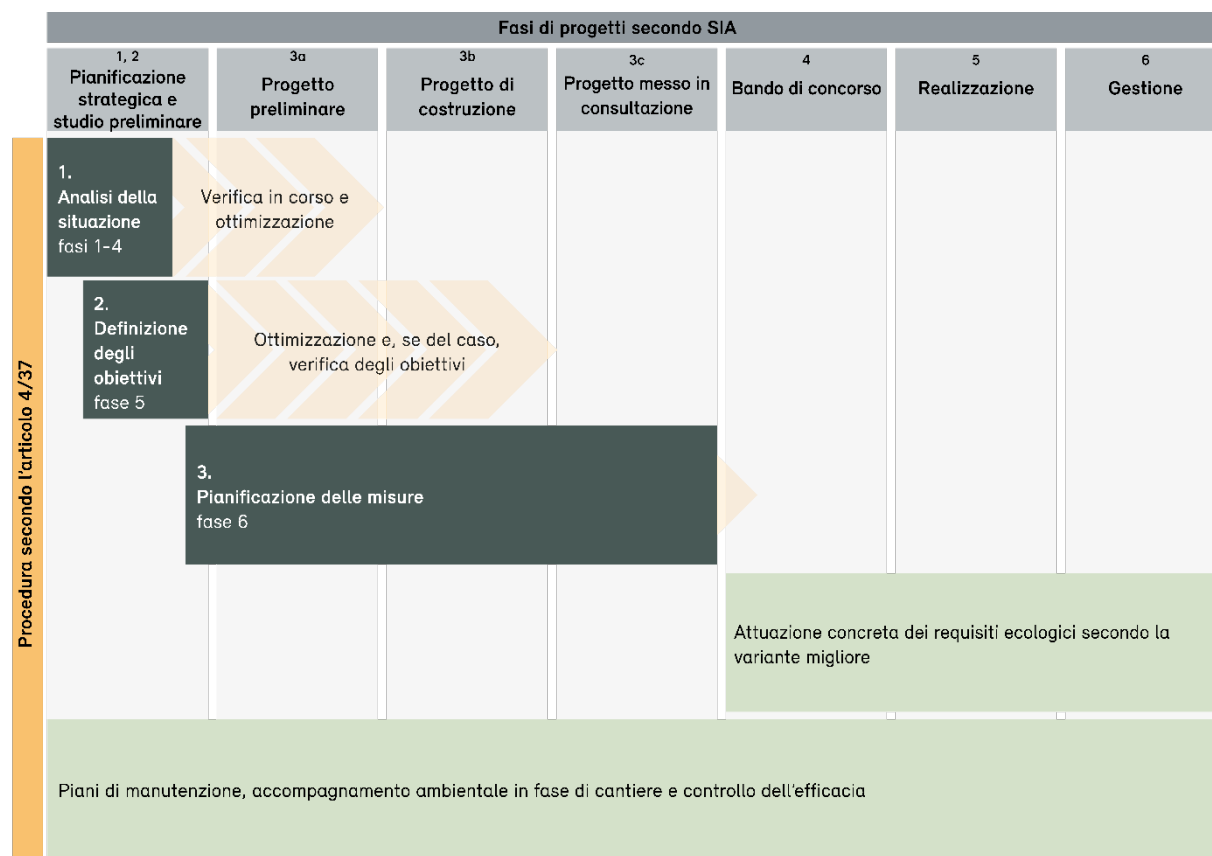 Fasi di progetti secondo SIA
1, 2
Pianificazione
strategica e
studio preliminare
3a
Progetto
preliminare
3b
Progetto di
costruzione
3c
Progetto messo in
consultazione
4
Bando di concorso
5
Realizzazione
6
Gestione
Procedura secondo l'articolo 4/37
1.
Analisi della
situazione
fasi 1-4
Verifica in corso e
ottimizzazione
2.
Definizione
degli
obiettivi
fase 5
Ottimizzazione e, se del caso,
verifica degli obiettivi
3.
Pianificazione delle misure
fase 6
Attuazione concreta dei requisiti ecologici secondo la
variante migliore
Piani di manutenzione, accompagnamento ambientale in fase di cantiere e controllo dell'efficacia